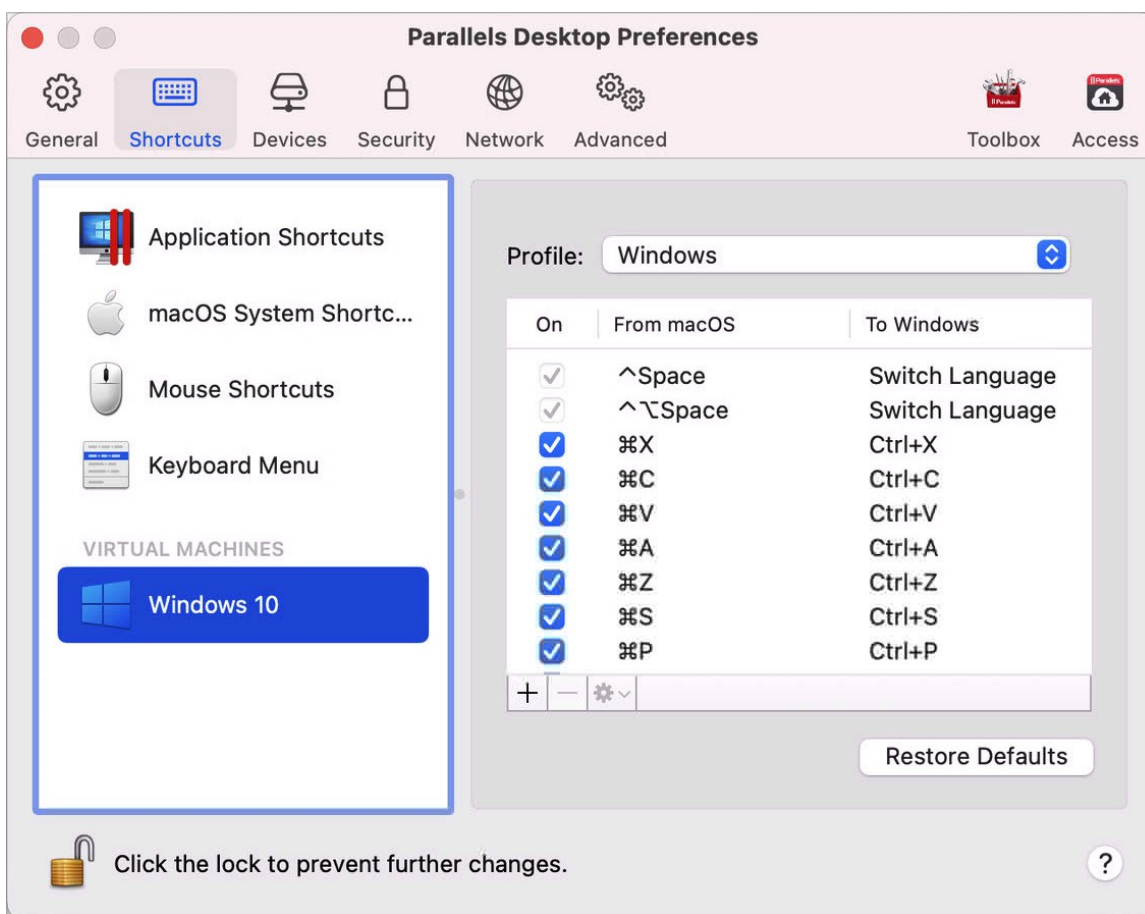 Parallels Desktop Preferences
General Shortcuts Devices Security Network Advanced Toolbox Access
Application Shortcuts
macOS System Shortc...
Mouse Shortcuts
Keyboard Menu
VIRTUAL MACHINES
Windows 10
Profile: Windows
On From macOS To Windows
^Space Switch Language
^⌥Space Switch Language
⌘X Ctrl+X
⌘C Ctrl+C
⌘V Ctrl+V
⌘A Ctrl+A
⌘Z Ctrl+Z
⌘S Ctrl+S
⌘P Ctrl+P
Restore Defaults
Click the lock to prevent further changes.
?